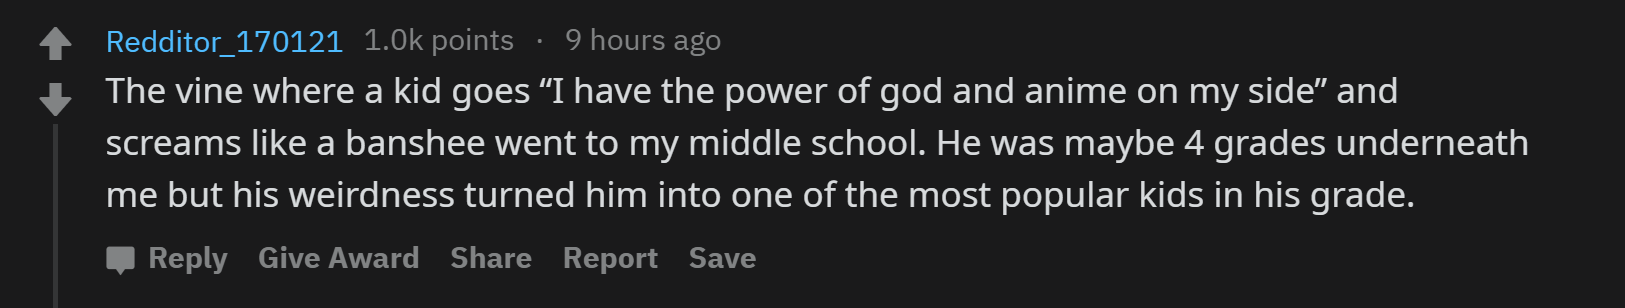 Redditor_170121 1.0k points · 9 hours ago
The vine where a kid goes “I have the power of god and anime on my side” and
screams like a banshee went to my middle school. He was maybe 4 grades underneath
me but his weirdness turned him into one of the most popular kids in his grade.
Reply Give Award Share Report Save